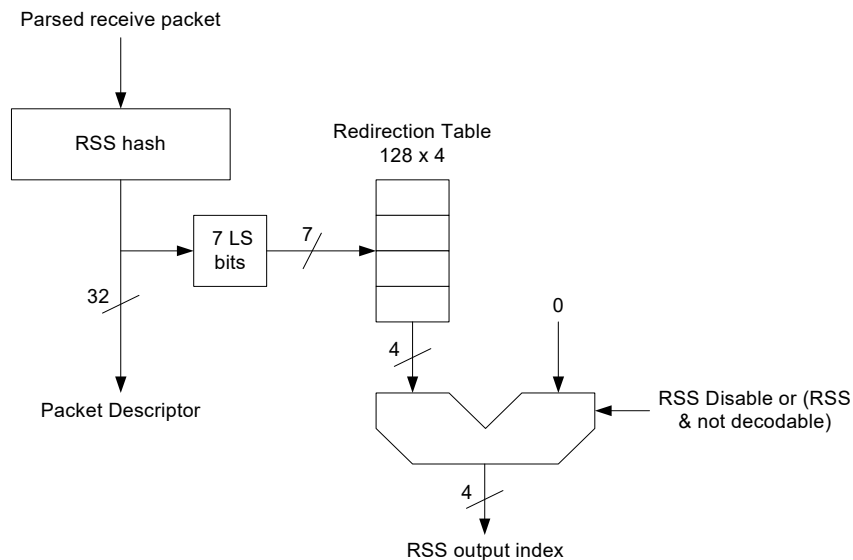 Parsed receive packet
RSS hash
Redirection Table
128 x 4
7 LS
bits
7
32
0
4
Packet Descriptor
RSS Disable or (RSS
& not decodable)
4
RSS output index